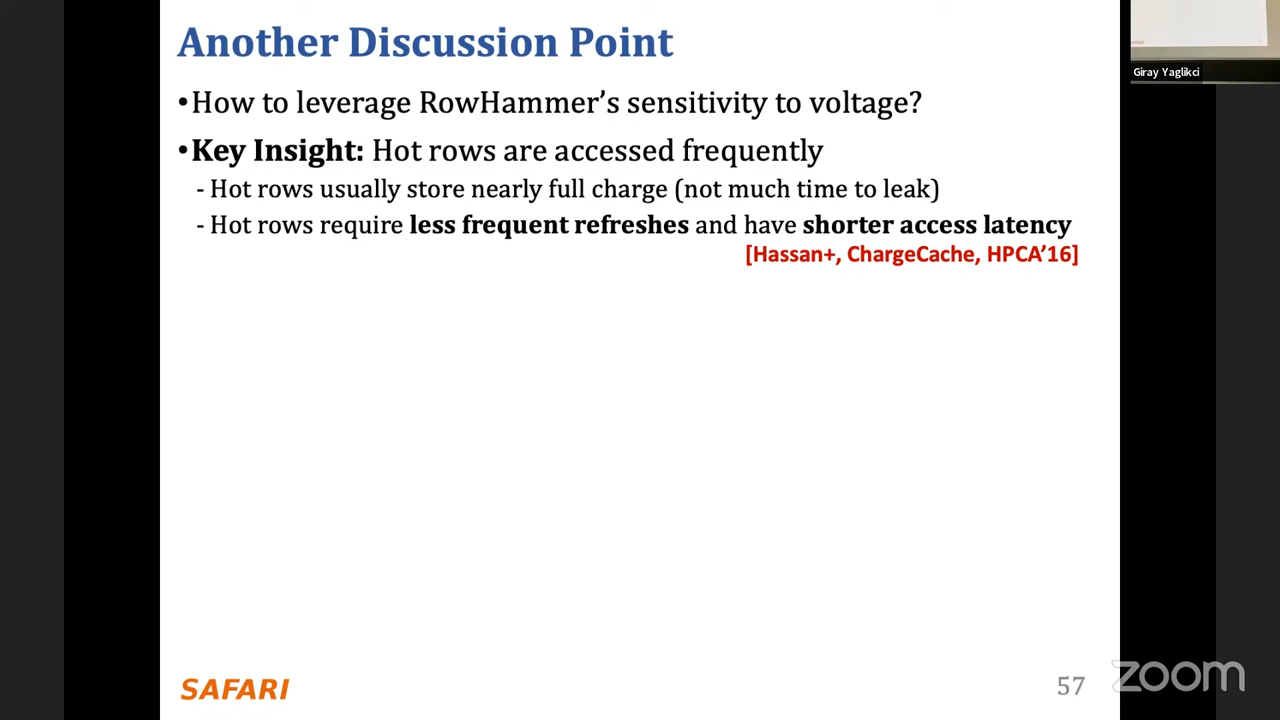 Another Discussion Point
•How to leverage RowHammer's sensitivity to voltage?
•Key Insight: Hot rows are accessed frequently
- Hot rows usually store nearly full charge (not much time to leak)
- Hot rows require less frequent refreshes and have shorter access latency
[Hassan+, ChargeCache, HPCA'16]
Giray Yaglikci
SAFARI
57
zoom